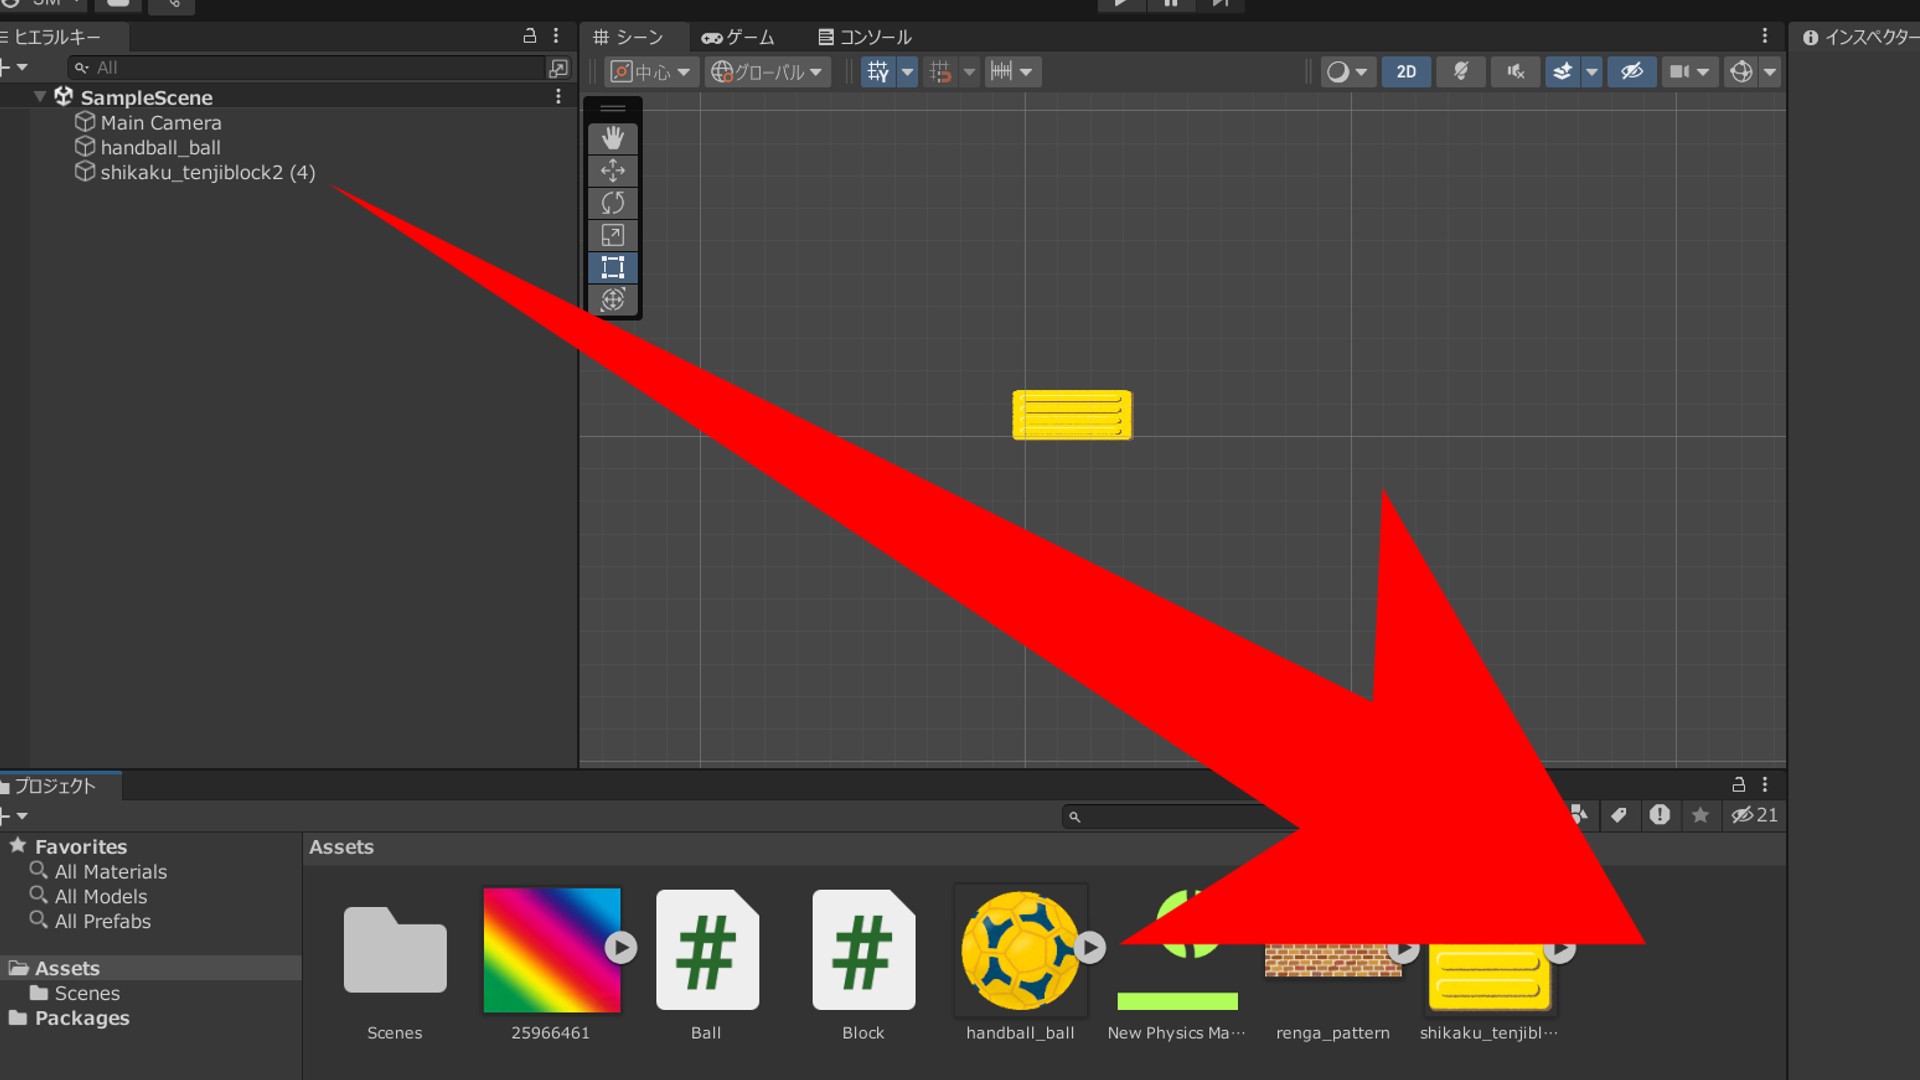 ヒエラルキー
シーン
ゲーム
コンソール
インスペクター
All
中心
グローバル
2D
SampleScene
Main Camera
handball_ball
shikaku_tenjiblock2 (4)
プロジェクト
21
Favorites
All Materials
All Models
All Prefabs
Assets
Scenes
Packages
Assets
Scenes
25966461
Ball
Block
handball_ball
New Physics Ma…
renga_pattern
shikaku_tenjibl…